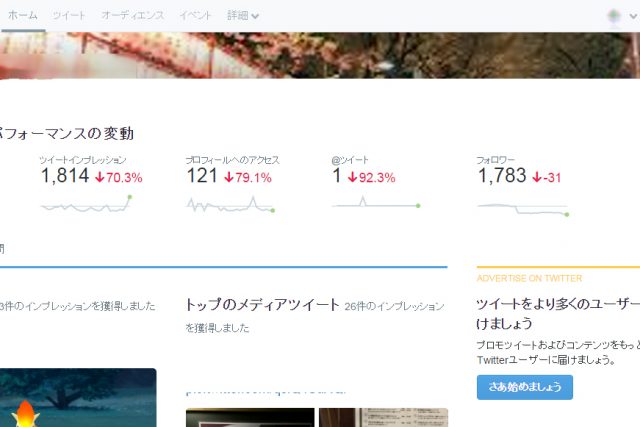 ホーム ツイート オーディエンス イベント 詳細
パフォーマンスの変動
ツイートインプレッション プロフィールへのアクセス @ツイート フォロワー
1,814 ↓70.3% 121 ↓79.1% 1 ↓92.3% 1,783 ↓-31
間
ADVERTISE ON TWITTER
3件のインプレッションを獲得しました
トップのメディアツイート 26件のインプレッション
を獲得しました
ツイートをより多くのユーザー
けましょう
プロモツイートおよびコンテンツをもっと
Twitterユーザーに届けましょう。
さあ始めましょう